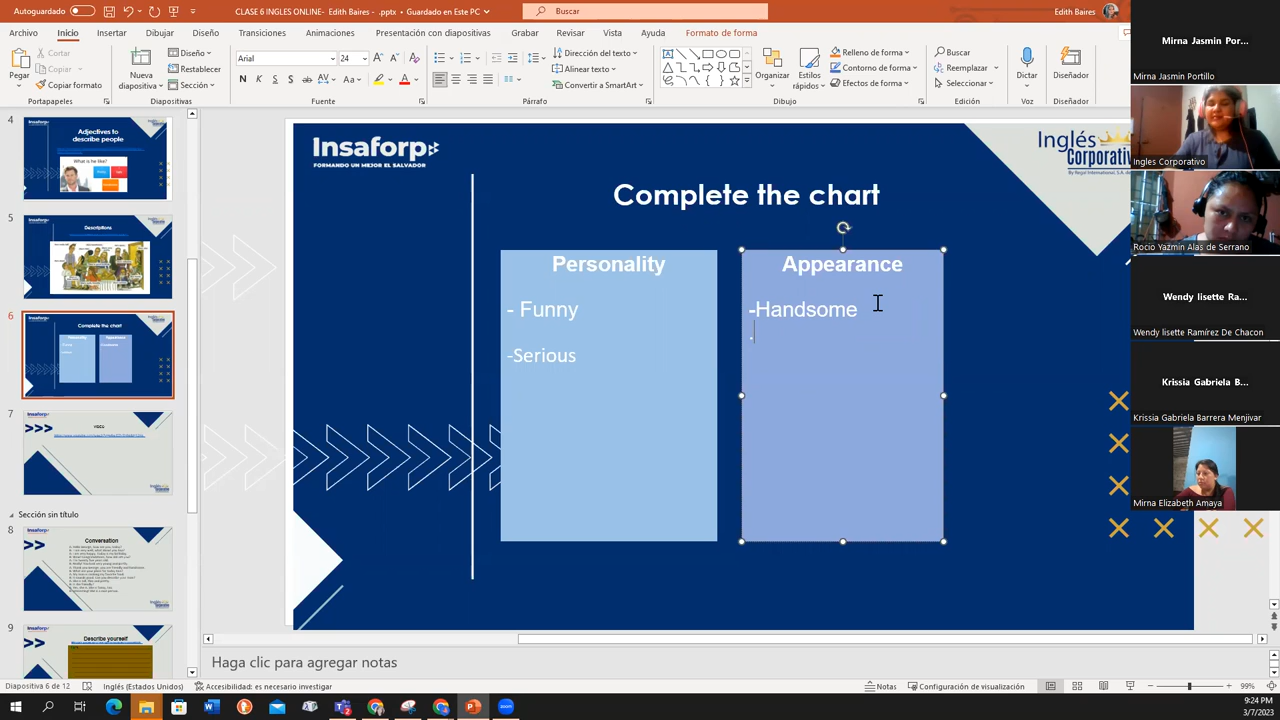 Autoguardado
CLASE 6 INGLES ONLINE- Edith Baires - .pptx • Guardado en Este PC
Buscar
Edith Baires
Archivo Inicio Insertar Dibujar Diseño Transiciones Animaciones Presentación con diapositivas Grabar Revisar Vista Ayuda Formato de forma
Pegar
Cortar
Copiar
Copiar formato
Portapapeles
Nueva diapositiva
Diseño
Restablecer
Sección
Diapositivas
Arial 24
Fuente
Dirección del texto
Alinear texto
Convertir a SmartArt
Párrafo
Organizar
Estilos rápidos
Relleno de forma
Contorno de forma
Efectos de forma
Dibujo
Buscar
Reemplazar
Seleccionar
Edición
Dictar
Voz
Diseñador
Diseñador
4
Adjectives to
describe people
What is he like?
5
Descriptions
6
Complete the chart
7
Sección sin título
8
Conversation
9
Describe yourself
Insaforp
FORMANDO UN MEJOR EL SALVADOR
Inglés
Corporativo
Complete the chart
Personality
- Funny
-Serious
Appearance
-Handsome
-
Mirna Jasmin Por...
Mirna Jasmin Portillo
Ingles Corporativo
Rocio Yazmin Alas de Serrano
Wendy lisette Ra...
Wendy lisette Ramírez De Chacon
Krissia Gabriela B...
Krissia Gabriela Barrera Menjivar
Mirna Elizabeth Amaya
Haga clic para agregar notas
Diapositiva 6 de 12 Inglés (Estados Unidos) Accesibilidad: es necesario investigar Notas Configuración de visualización 99%
9:24 PM
3/7/2023